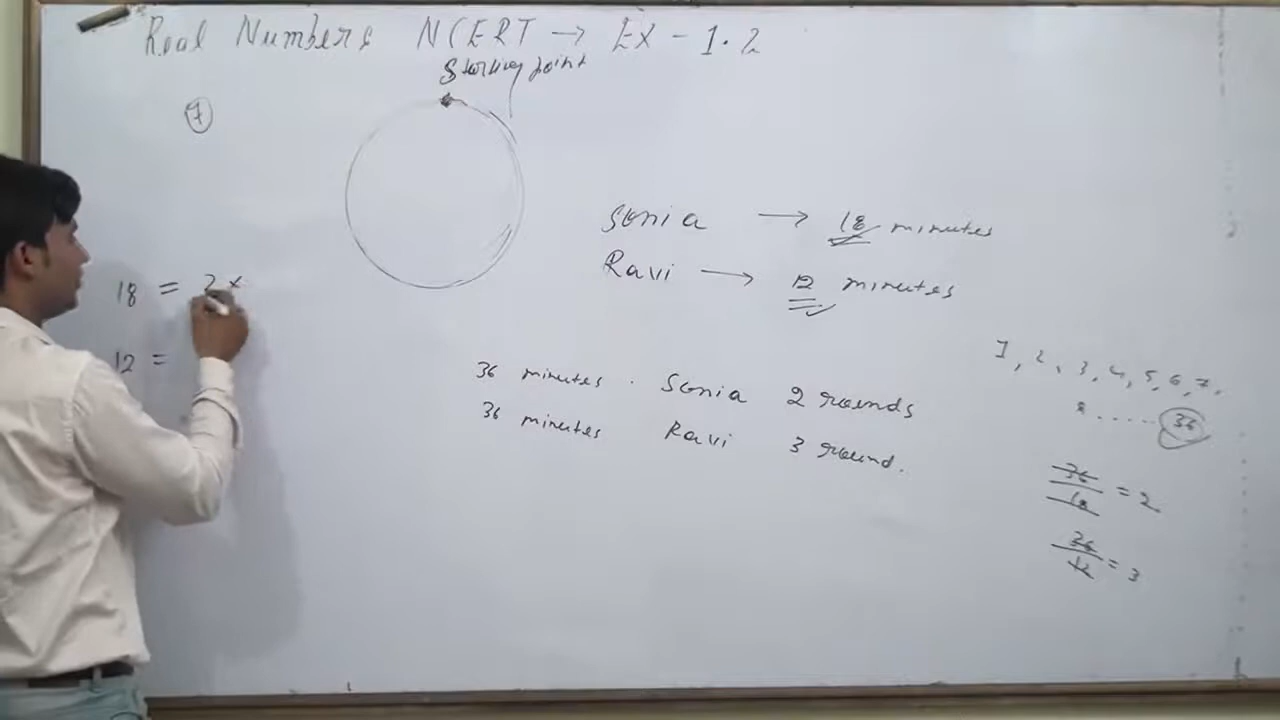 Real Numbers NCERT → EX - 1.2
Starting point
7
Sonia → 18 minutes
Ravi → 12 minutes
18 = 2 ×
12 =
36 minutes . Sonia 2 rounds
36 minutes Ravi 3 round.
1, 2, 3, 4, 5, 6, 7,
8 ..... 36
36/18 = 2
36/12 = 3